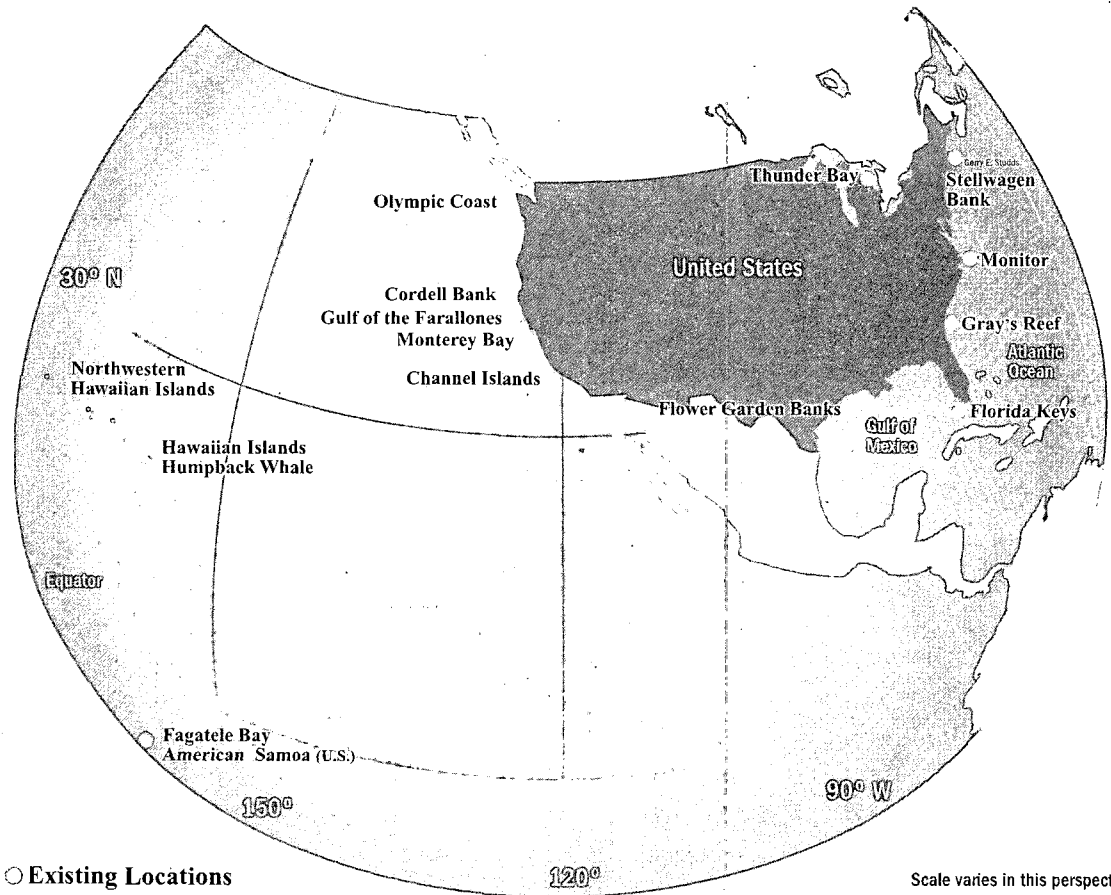 Gerry E. Studds
Stellwagen
Bank
Thunder Bay
Olympic Coast
United States
Monitor
30° N
Cordell Bank
Gulf of the Farallones
Monterey Bay
Gray's Reef
Atlantic
Ocean
Northwestern
Hawaiian Islands
Channel Islands
Flower Garden Banks
Florida Keys
Gulf of
Mexico
Hawaiian Islands
Humpback Whale
Equator
Fagatele Bay
American Samoa (U.S.)
150°
90° W
120°
Existing Locations
Scale varies in this perspect